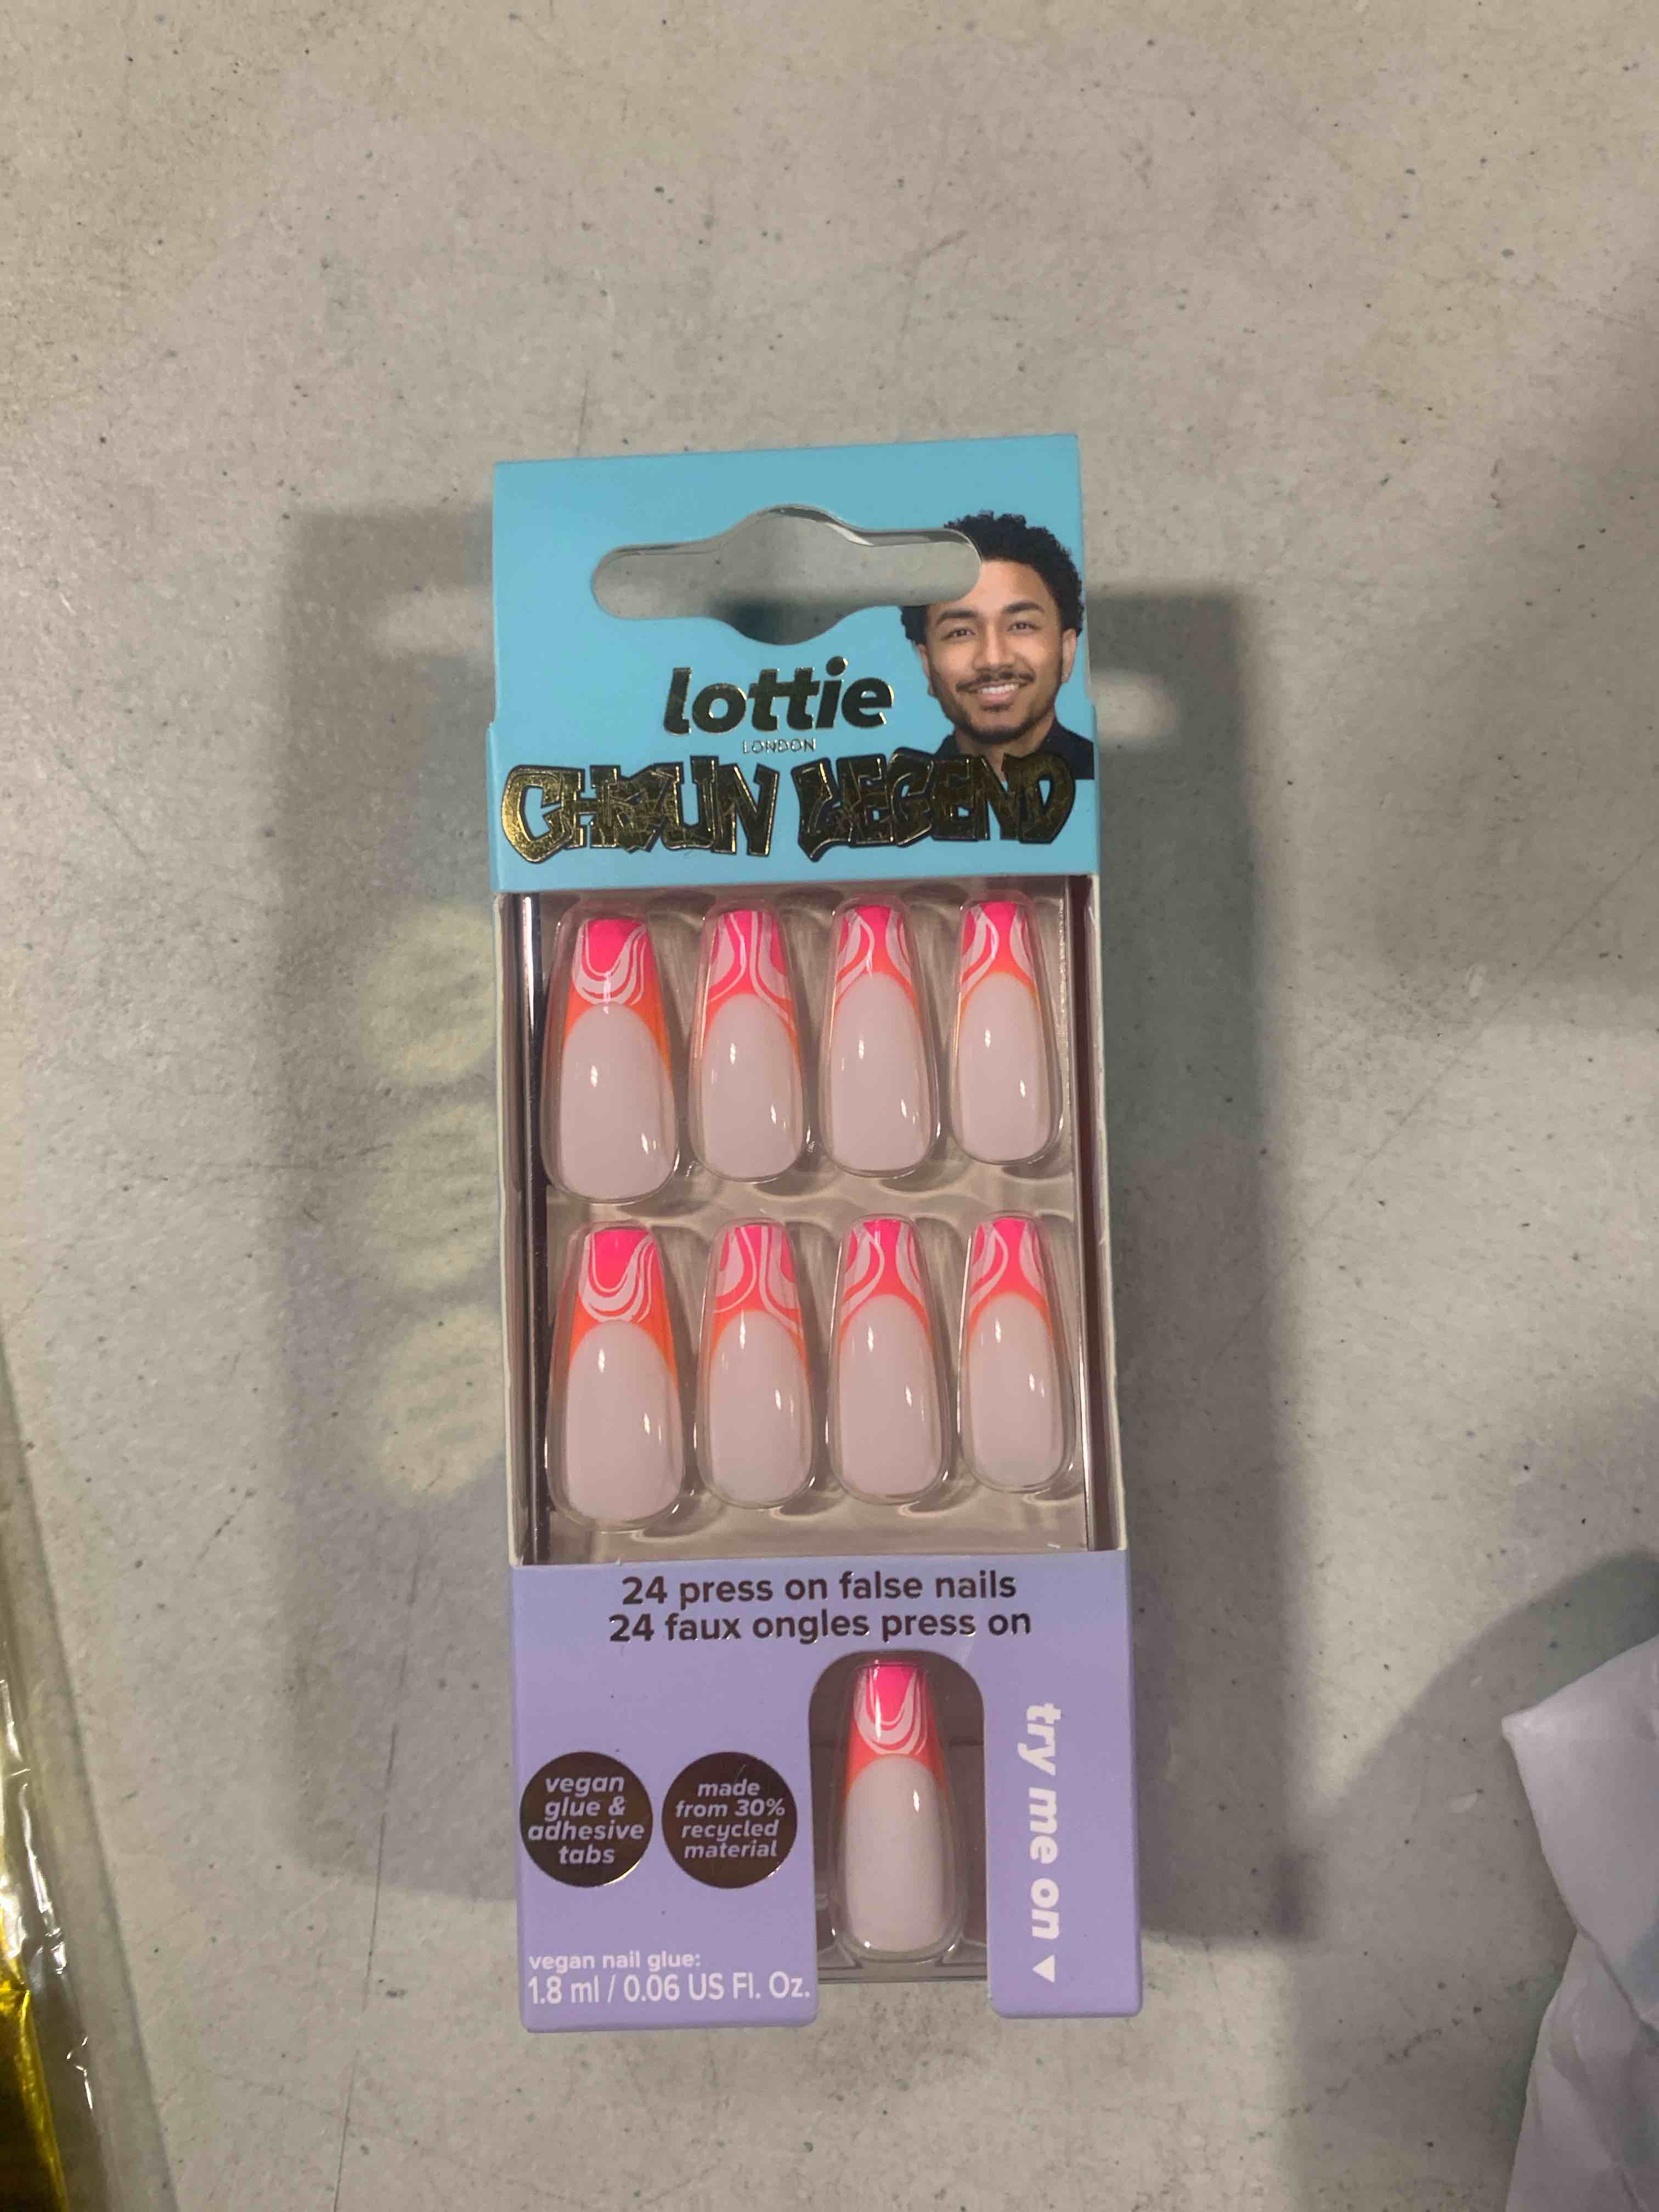 lottie
LONDON
CHAUN LEGEND
24 press on false nails
24 faux ongles press on
try me on
vegan
glue &
adhesive
tabs
made
from 30%
recycled
material
vegan nail glue:
1.8 ml / 0.06 US Fl. Oz.